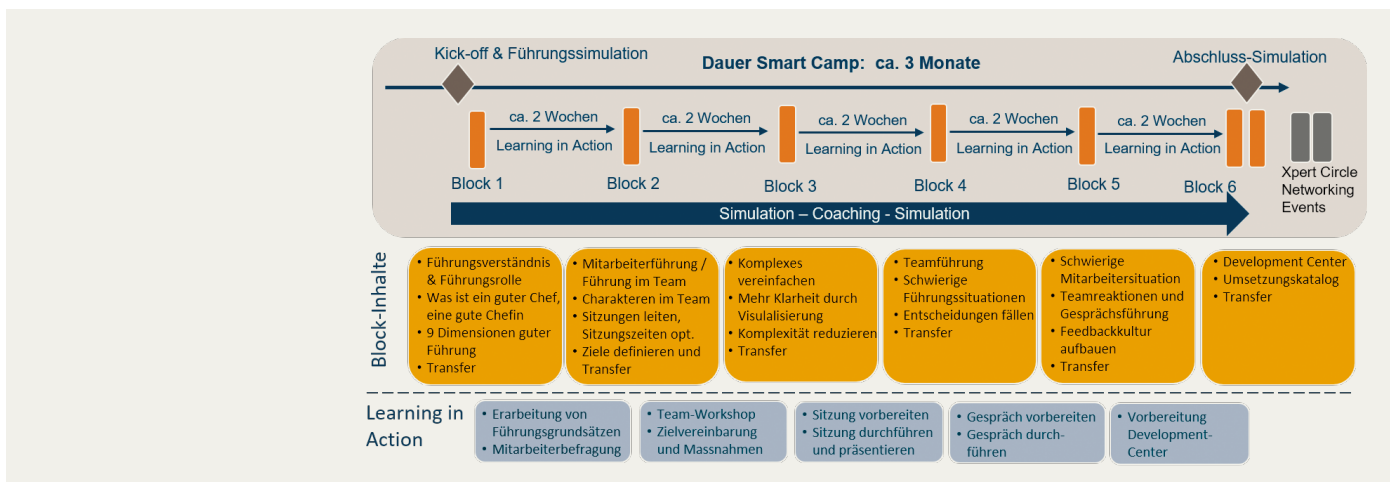 Kick-off & Führungssimulation
Dauer Smart Camp: ca. 3 Monate
Abschluss-Simulation
ca. 2 Wochen
Learning in Action
ca. 2 Wochen
Learning in Action
ca. 2 Wochen
Learning in Action
ca. 2 Wochen
Learning in Action
ca. 2 Wochen
Learning in Action
Block 1
Block 2
Block 3
Block 4
Block 5
Block 6
Xpert Circle
Networking
Events
Simulation – Coaching - Simulation
Block-Inhalte
• Führungsverständnis
& Führungsrolle
• Was ist ein guter Chef,
eine gute Chefin
• 9 Dimensionen guter
Führung
• Transfer
• Mitarbeiterführung /
Führung im Team
• Charakteren im Team
• Sitzungen leiten,
Sitzungszeiten opt.
• Ziele definieren und
Transfer
• Komplexes
vereinfachen
• Mehr Klarheit durch
Visulalisierung
• Komplexität reduzieren
• Transfer
• Teamführung
• Schwierige
Führungssituationen
• Entscheidungen fällen
• Transfer
• Schwierige
Mitarbeitersituation
• Teamreaktionen und
Gesprächsführung
• Feedbackkultur
aufbauen
• Transfer
• Development Center
• Umsetzungskatalog
• Transfer
Learning in
Action
• Erarbeitung von
Führungsgrundsätzen
• Mitarbeiterbefragung
• Team-Workshop
• Zielvereinbarung
und Massnahmen
• Sitzung vorbereiten
• Sitzung durchführen
und präsentieren
• Gespräch vorbereiten
• Gespräch durch-
führen
• Vorbereitung
Development-
Center